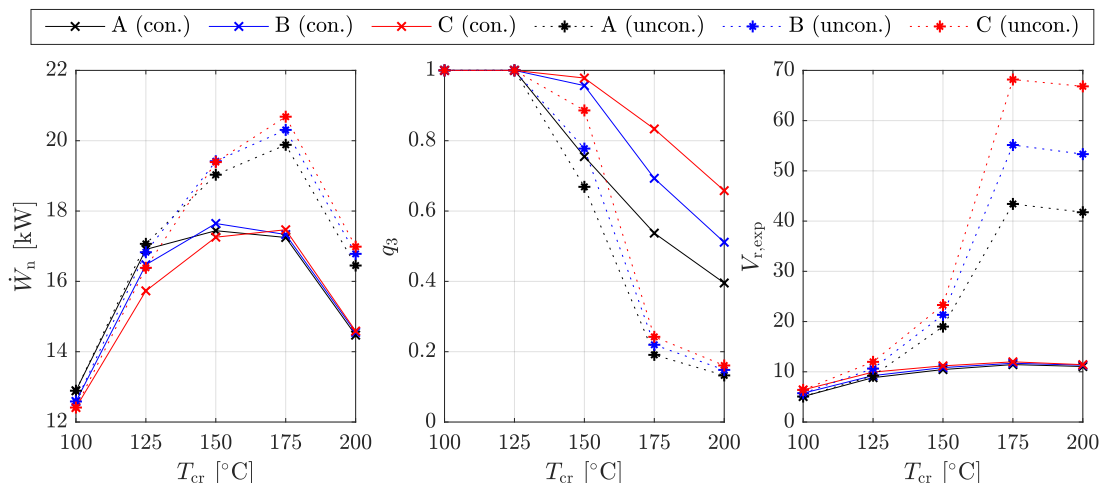 A (con.) B (con.) C (con.) A (uncon.) B (uncon.) C (uncon.)
22
20
18
16
14
12
Ẇn [kW]
100 125 150 175 200
Tcr [°C]
1
0.8
0.6
0.4
0.2
0
q3
100 125 150 175 200
Tcr [°C]
70
60
50
40
30
20
10
0
Vr,exp
100 125 150 175 200
Tcr [°C]